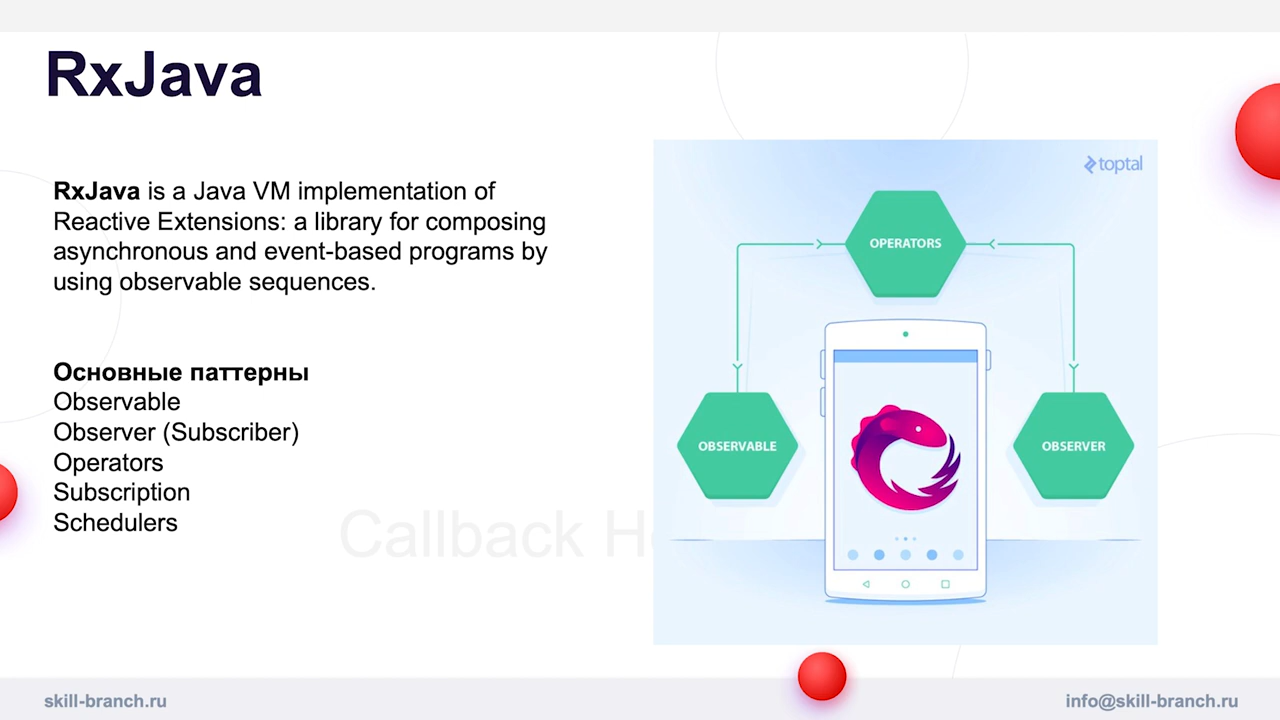 RxJava
RxJava is a Java VM implementation of
Reactive Extensions: a library for composing
asynchronous and event-based programs by
using observable sequences.
Основные паттерны
Observable
Observer (Subscriber)
Operators
Subscription
Schedulers
Callback
toptal
OPERATORS
OBSERVABLE
OBSERVER
skill-branch.ru
info@skill-branch.ru